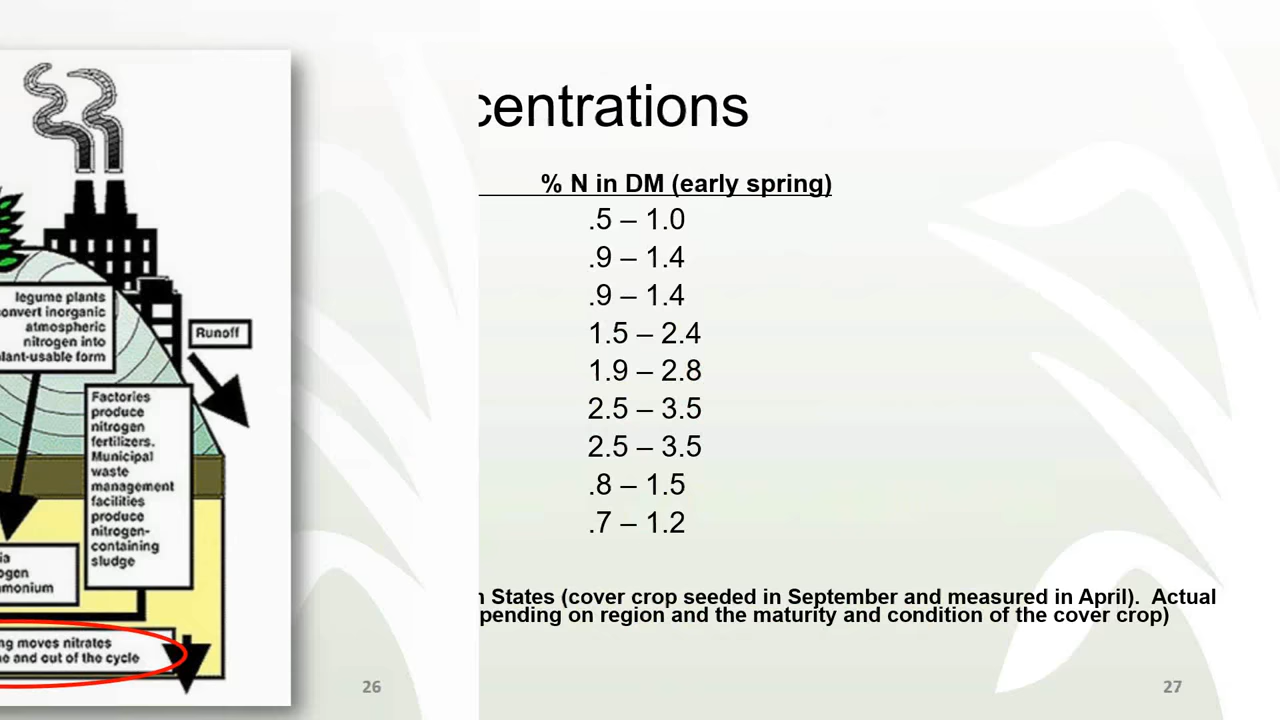 legume plants
onvert inorganic
atmospheric
nitrogen into
plant-usable form
Runoff
Factories
produce
nitrogen
fertilizers.
Municipal
waste
management
facilities
produce
nitrogen-
containing
sludge
ia
ogen
monium
ng moves nitrates
e and out of the cycle
26
centrations
% N in DM (early spring)
.5 – 1.0
.9 – 1.4
.9 – 1.4
1.5 – 2.4
1.9 – 2.8
2.5 – 3.5
2.5 – 3.5
.8 – 1.5
.7 – 1.2
n States (cover crop seeded in September and measured in April).  Actual
pending on region and the maturity and condition of the cover crop)
27